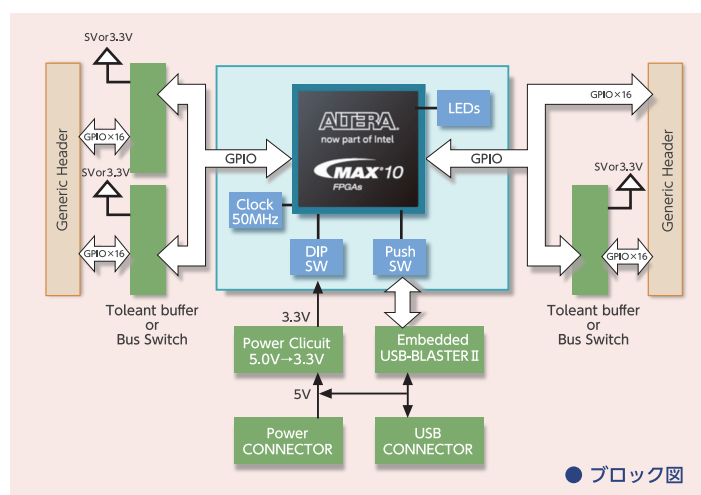 SVor3.3V
Generic Header
GPIO×16
SVor3.3V
GPIO×16
Toleant buffer
or
Bus Switch
GPIO
ALTERA
now part of Intel
MAX®10
FPGAs
LEDs
Clock
50MHz
DIP
SW
Push
SW
GPIO
GPIO×16
Generic Header
SVor3.3V
GPIO×16
Toleant buffer
or
Bus Switch
3.3V
Power Clicuit
5.0V→3.3V
Embedded
USB-BLASTER II
5V
Power
CONNECTOR
USB
CONNECTOR
● ブロック図